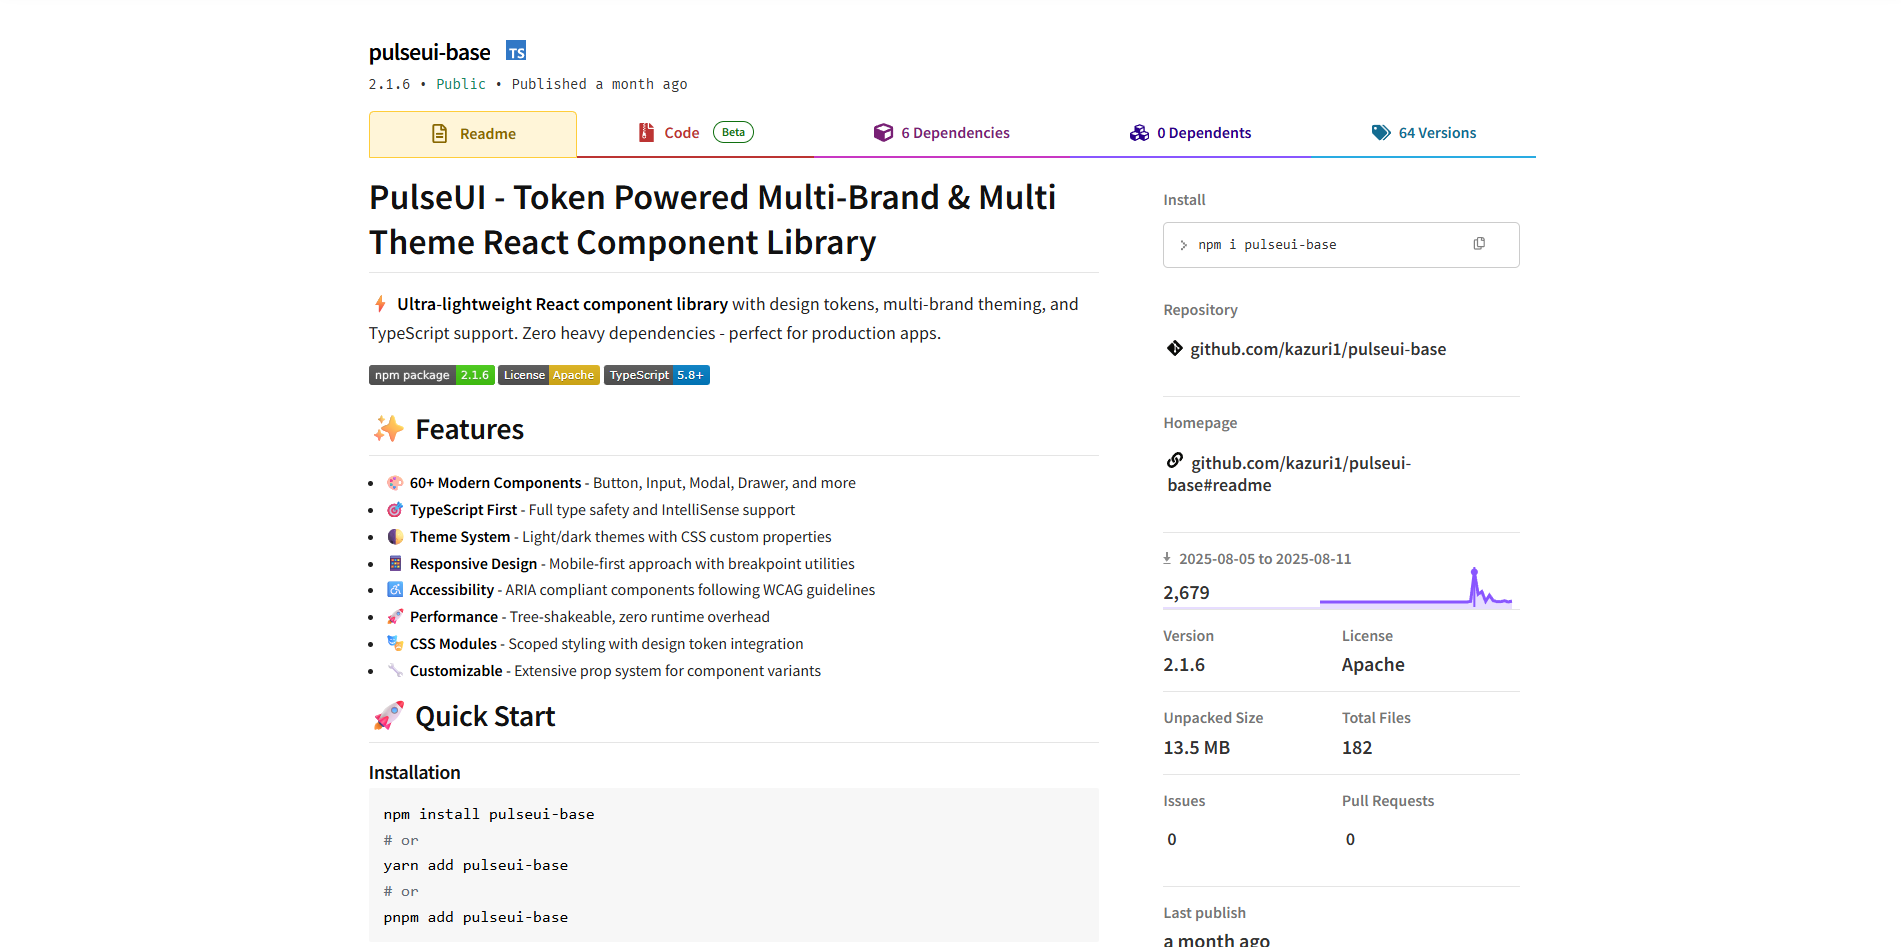 pulseui-base TS
2.1.6 • Public • Published a month ago
Readme
Code Beta
6 Dependencies
0 Dependents
64 Versions
PulseUI - Token Powered Multi-Brand & Multi
Theme React Component Library
Ultra-lightweight React component library with design tokens, multi-brand theming, and
TypeScript support. Zero heavy dependencies - perfect for production apps.
npm package 2.1.6 License Apache TypeScript 5.8+
Features
• 60+ Modern Components - Button, Input, Modal, Drawer, and more
• TypeScript First - Full type safety and IntelliSense support
• Theme System - Light/dark themes with CSS custom properties
• Responsive Design - Mobile-first approach with breakpoint utilities
• Accessibility - ARIA compliant components following WCAG guidelines
• Performance - Tree-shakeable, zero runtime overhead
• CSS Modules - Scoped styling with design token integration
• Customizable - Extensive prop system for component variants
Quick Start
Installation
npm install pulseui-base
# or
yarn add pulseui-base
# or
pnpm add pulseui-base
Install
> npm i pulseui-base
Repository
github.com/kazuri1/pulseui-base
Homepage
github.com/kazuri1/pulseui-
base#readme
2025-08-05 to 2025-08-11
2,679
Version License
2.1.6 Apache
Unpacked Size Total Files
13.5 MB 182
Issues Pull Requests
0 0
Last publish
a month ago